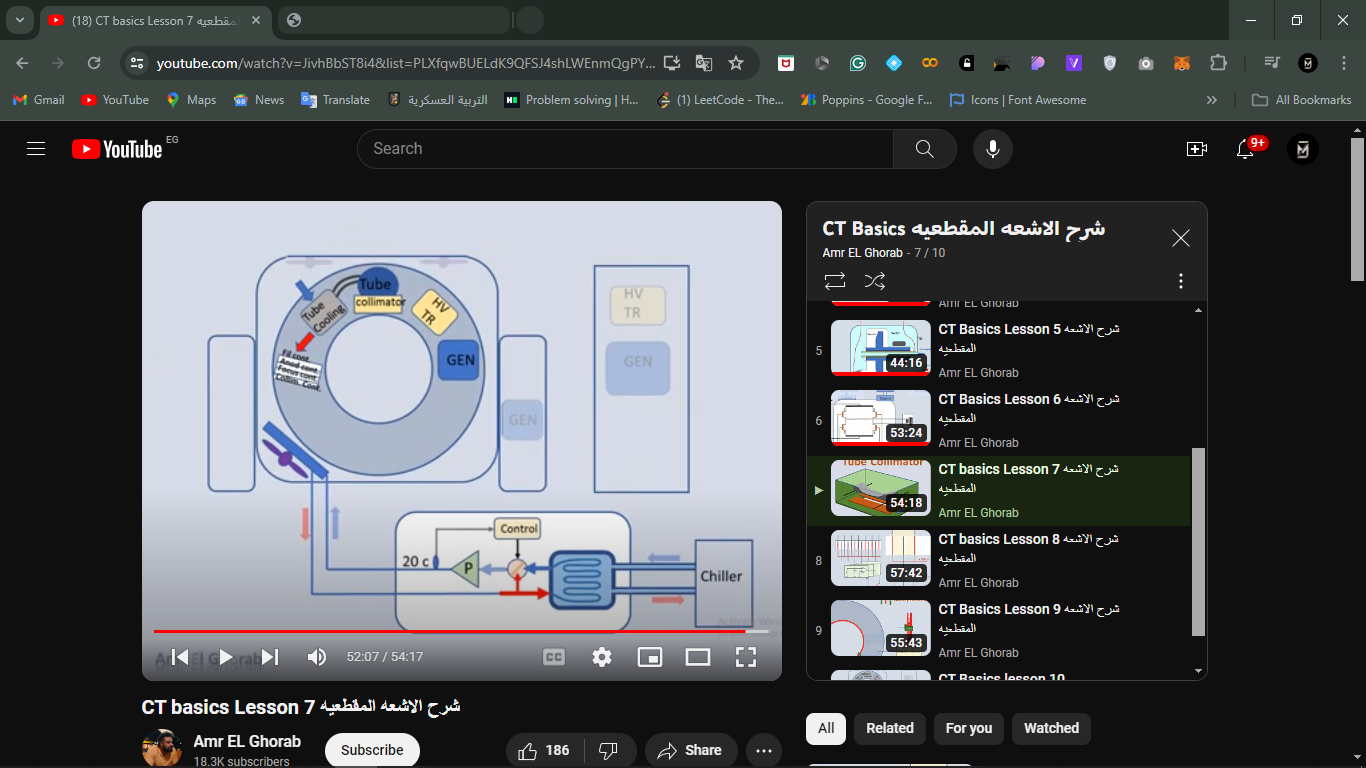 (18) CT basics Lesson 7 شرح الاشعه المقطعيه
youtube.com/watch?v=JivhBbST8i4&list=PLXfqwBUELdK9QFSJ4shLWEnmQgPY...
Gmail
YouTube
Maps
News
Translate
التربية العسكرية
Problem solving | H...
(1) LeetCode - The...
Poppins - Google F...
Icons | Font Awesome
All Bookmarks
YouTube EG
Search
9+
Tube
collimator
Tube Cooling
HV TR
GEN
Fil cont.
Anod cont.
Focus cont
Collim. Cont.
GEN
HV
TR
GEN
Control
20 c
P
Chiller
Amr El Ghorab
52:07 / 54:17
CC
CT basics Lesson 7 شرح الاشعه المقطعيه
Amr EL Ghorab
18.3K subscribers
Subscribe
186
Share
CT Basics شرح الاشعه المقطعيه
Amr EL Ghorab - 7 / 10
Amr EL Ghorab
5
44:16
CT Basics Lesson 5 شرح الاشعه
المقطعيه
Amr EL Ghorab
6
53:24
CT Basics Lesson 6 شرح الاشعه
المقطعيه
Amr EL Ghorab
Tube Collimator
54:18
CT basics Lesson 7 شرح الاشعه
المقطعيه
Amr EL Ghorab
8
57:42
CT basics Lesson 8 شرح الاشعه
المقطعيه
Amr EL Ghorab
9
55:43
CT Basics Lesson 9 شرح الاشعه
المقطعيه
Amr EL Ghorab
CT Basics lesson 10
All
Related
For you
Watched